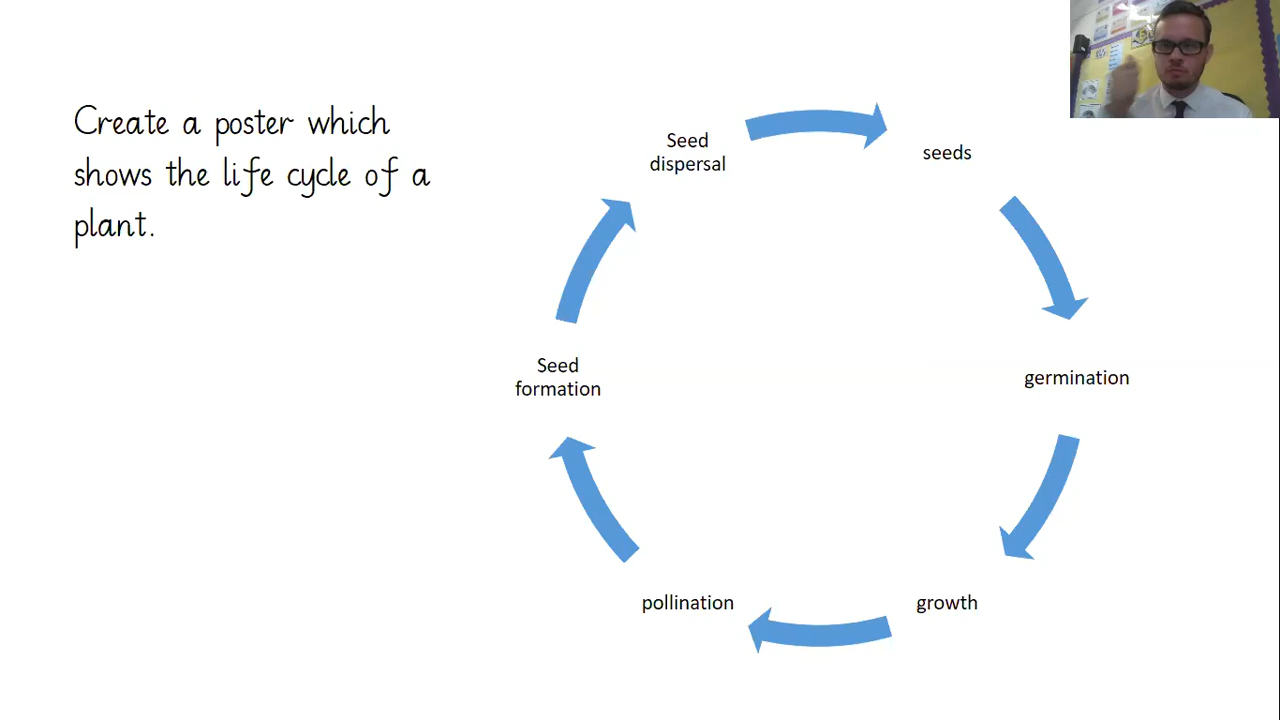 Create a poster which
shows the life cycle of a
plant.
Seed
dispersal
seeds
germination
growth
pollination
Seed
formation